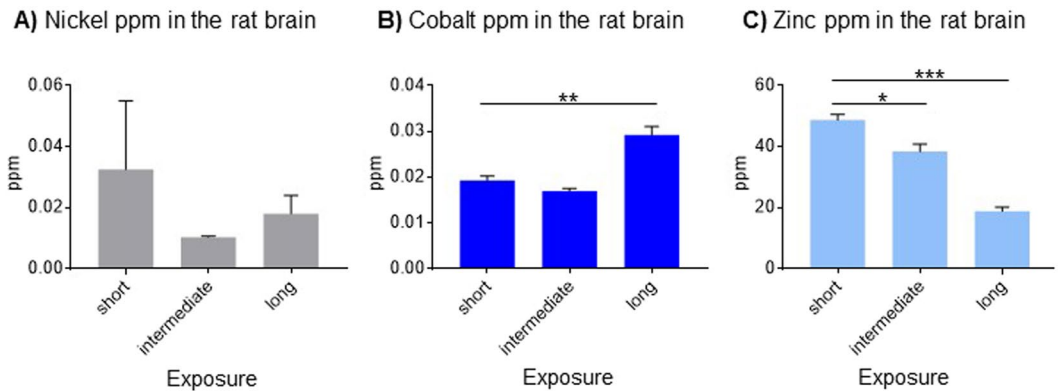 A) Nickel ppm in the rat brain
0.06
0.04
0.02
0.00
ppm
short
intermediate
long
Exposure
B) Cobalt ppm in the rat brain
0.04
0.03
0.02
0.01
0.00
ppm
**
short
intermediate
long
Exposure
C) Zinc ppm in the rat brain
60
40
20
0
ppm
***
*
short
intermediate
long
Exposure